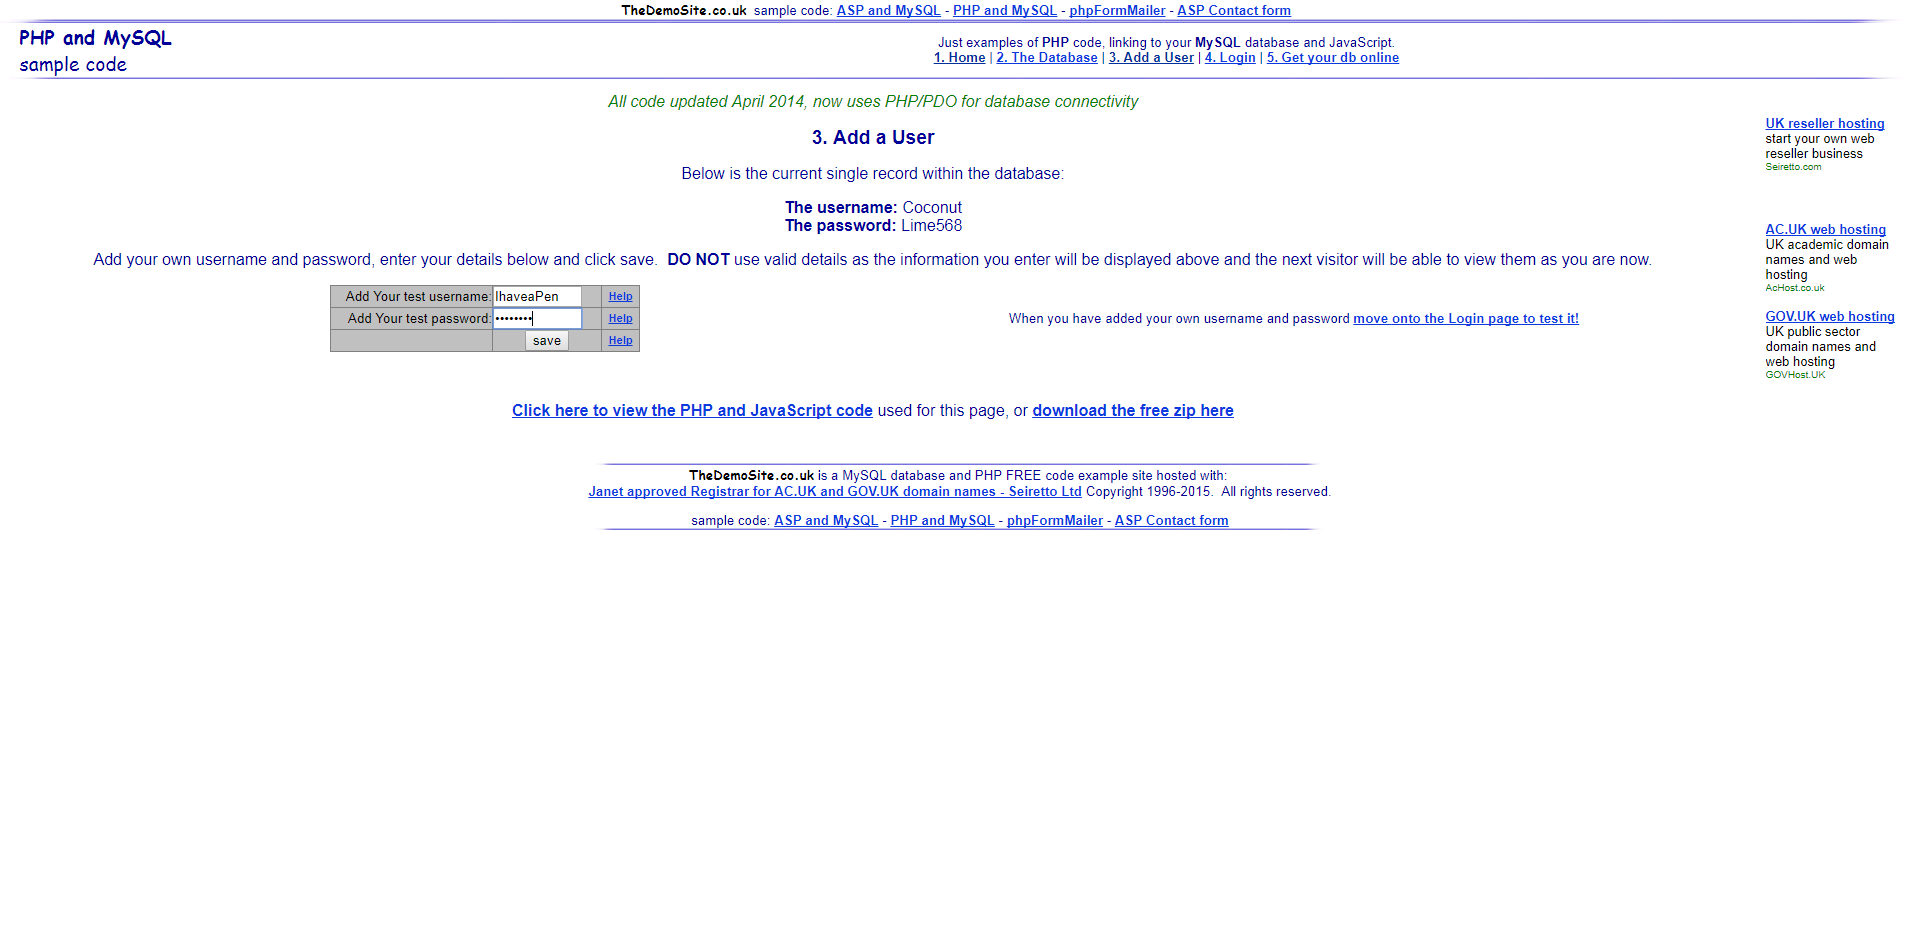 TheDemoSite.co.uk sample code: ASP and MySQL - PHP and MySQL - phpFormMailer - ASP Contact form
PHP and MySQL
sample code
Just examples of PHP code, linking to your MySQL database and JavaScript.
1. Home | 2. The Database | 3. Add a User | 4. Login | 5. Get your db online
All code updated April 2014, now uses PHP/PDO for database connectivity
3. Add a User
Below is the current single record within the database:
The username: Coconut
The password: Lime568
Add your own username and password, enter your details below and click save. DO NOT use valid details as the information you enter will be displayed above and the next visitor will be able to view them as you are now.
Add Your test username: IhaveaPen Help
Add Your test password: •••••••• Help
save Help
When you have added your own username and password move onto the Login page to test it!
Click here to view the PHP and JavaScript code used for this page, or download the free zip here
UK reseller hosting
start your own web
reseller business
Seiretto.com
AC.UK web hosting
UK academic domain
names and web
hosting
AcHost.co.uk
GOV.UK web hosting
UK public sector
domain names and
web hosting
GOVHost.UK
TheDemoSite.co.uk is a MySQL database and PHP FREE code example site hosted with:
Janet approved Registrar for AC.UK and GOV.UK domain names - Seiretto Ltd Copyright 1996-2015. All rights reserved.
sample code: ASP and MySQL - PHP and MySQL - phpFormMailer - ASP Contact form